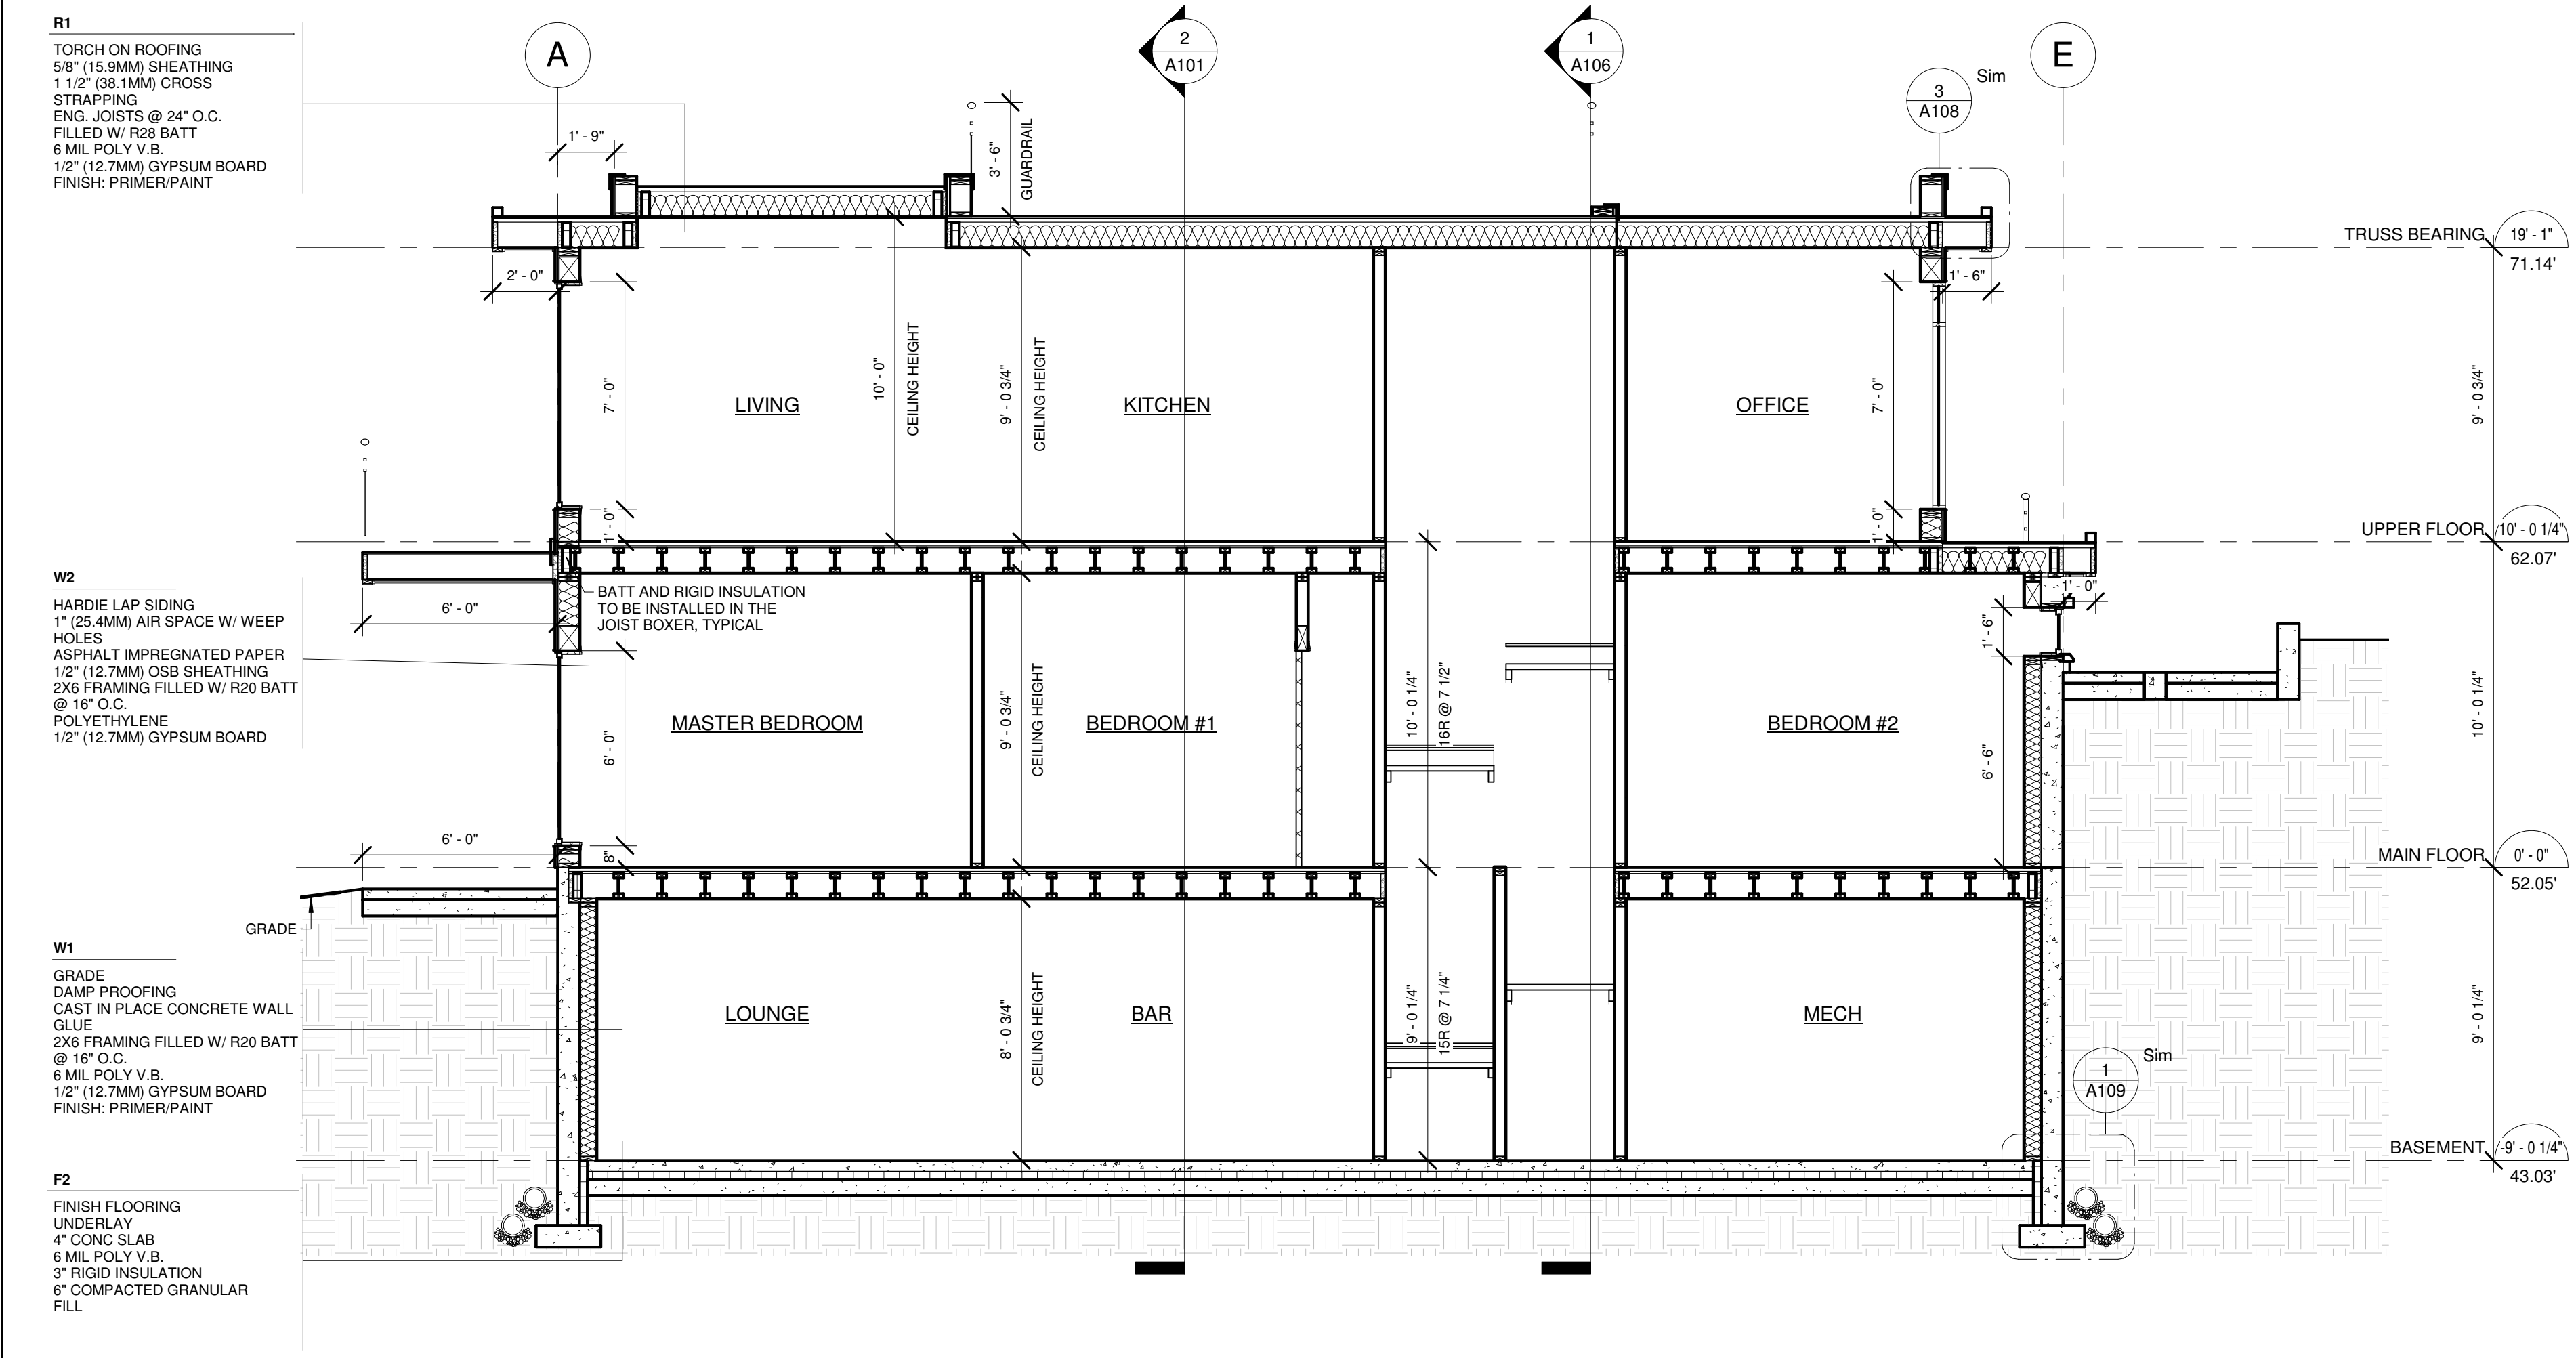 R1
TORCH ON ROOFING
5/8" (15.9MM) SHEATHING
1 1/2" (38.1MM) CROSS
STRAPPING
ENG. JOISTS @ 24" O.C.
FILLED W/ R28 BATT
6 MIL POLY V.B.
1/2" (12.7MM) GYPSUM BOARD
FINISH: PRIMER/PAINT
A
2
A101
1
A106
3
A108
Sim
E
1' - 9"
3' - 6"
GUARDRAIL
TRUSS BEARING
19' - 1"
71.14'
2' - 0"
1' - 6"
7' - 0"
LIVING
10' - 0"
CEILING HEIGHT
9' - 0 3/4"
CEILING HEIGHT
KITCHEN
OFFICE
7' - 0"
9' - 0 3/4"
1' - 0"
1' - 0"
UPPER FLOOR
10' - 0 1/4"
62.07'
W2
HARDIE LAP SIDING
1" (25.4MM) AIR SPACE W/ WEEP
HOLES
ASPHALT IMPREGNATED PAPER
1/2" (12.7MM) OSB SHEATHING
2X6 FRAMING FILLED W/ R20 BATT
@ 16" O.C.
POLYETHYLENE
1/2" (12.7MM) GYPSUM BOARD
6' - 0"
BATT AND RIGID INSULATION
TO BE INSTALLED IN THE
JOIST BOXER, TYPICAL
1' - 0"
1' - 6"
6' - 0"
MASTER BEDROOM
9' - 0 3/4"
CEILING HEIGHT
BEDROOM #1
10' - 0 1/4"
16R @ 7 1/2"
BEDROOM #2
6' - 6"
10' - 0 1/4"
6' - 0"
8"
MAIN FLOOR
0' - 0"
52.05'
GRADE
W1
GRADE
DAMP PROOFING
CAST IN PLACE CONCRETE WALL
GLUE
2X6 FRAMING FILLED W/ R20 BATT
@ 16" O.C.
6 MIL POLY V.B.
1/2" (12.7MM) GYPSUM BOARD
FINISH: PRIMER/PAINT
LOUNGE
8' - 0 3/4"
CEILING HEIGHT
BAR
9' - 0 1/4"
15R @ 7 1/4"
MECH
9' - 0 1/4"
1
A109
Sim
BASEMENT
-9' - 0 1/4"
43.03'
F2
FINISH FLOORING
UNDERLAY
4" CONC SLAB
6 MIL POLY V.B.
3" RIGID INSULATION
6" COMPACTED GRANULAR
FILL